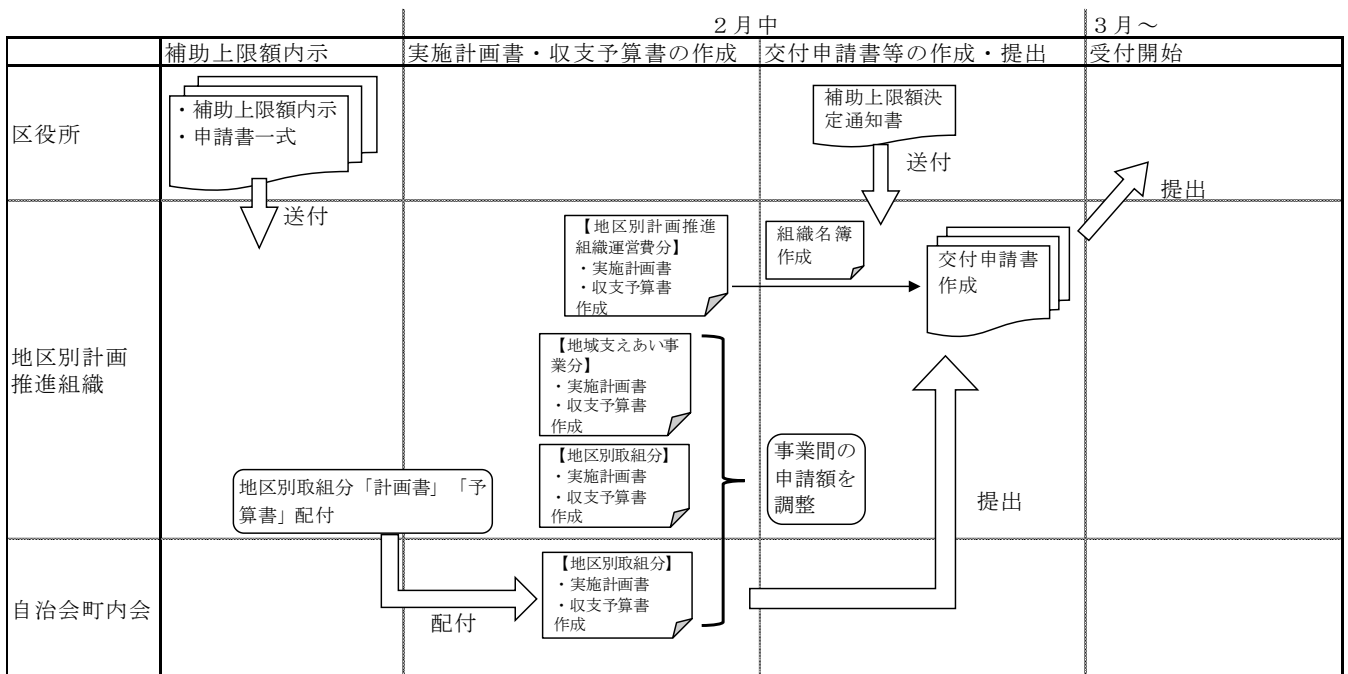 ２月中
３月～
補助上限額内示
実施計画書・収支予算書の作成
交付申請書等の作成・提出
受付開始
区役所
・補助上限額内示
・申請書一式
送付
補助上限額決
定通知書
送付
提出
地区別計画
推進組織
【地区別計画推進
組織運営費分】
・実施計画書
・収支予算書
作成
組織名簿
作成
交付申請書
作成
【地域支えあい事
業分】
・実施計画書
・収支予算書
作成
【地区別取組分】
・実施計画書
・収支予算書
作成
事業間の
申請額を
調整
提出
地区別取組分「計画書」「予
算書」配付
自治会町内会
配付
【地区別取組分】
・実施計画書
・収支予算書
作成